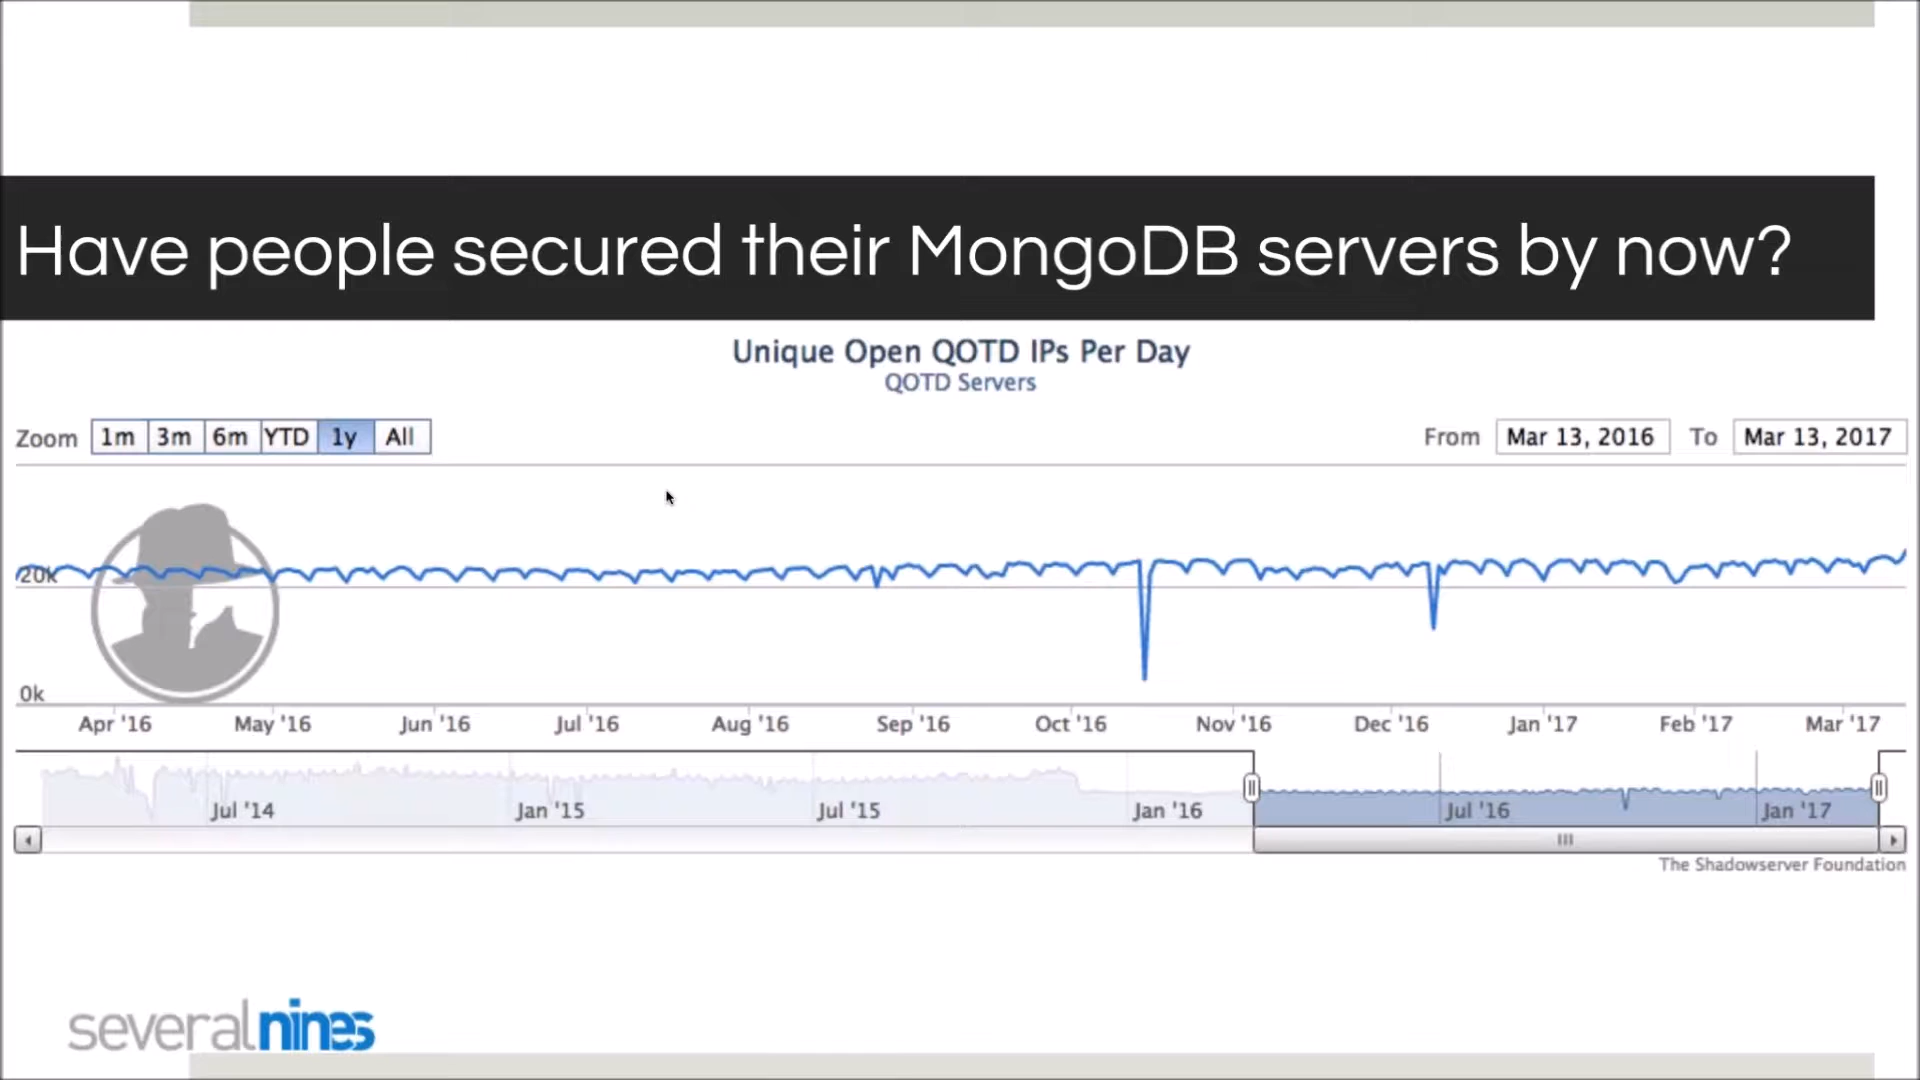 Have people secured their MongoDB servers by now?
Unique Open QOTD IPs Per Day
QOTD Servers
Zoom 1m 3m 6m YTD 1y All From Mar 13, 2016 To Mar 13, 2017
20k
0k
Apr '16 May '16 Jun '16 Jul '16 Aug '16 Sep '16 Oct '16 Nov '16 Dec '16 Jan '17 Feb '17 Mar '17
Jul '14 Jan '15 Jul '15 Jan '16 Jul '16 Jan '17
The Shadowserver Foundation
severalnines